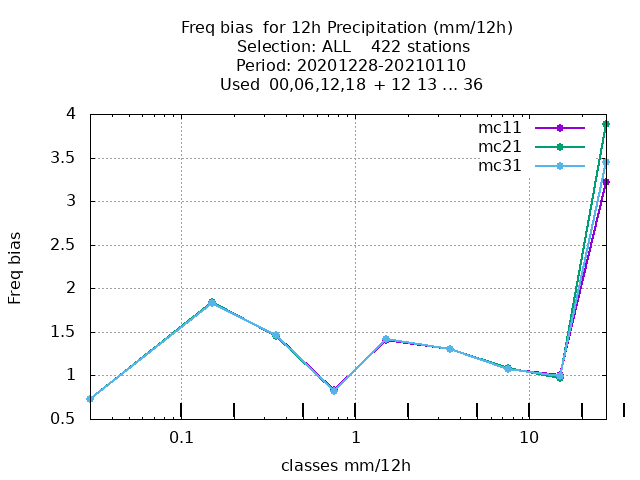 Freq bias  for 12h Precipitation (mm/12h)
Selection: ALL    422 stations
Period: 20201228-20210110
Used  00,06,12,18  + 12 13 ... 36
4
3.5
3
2.5
2
1.5
1
0.5
Freq bias
mc11
mc21
mc31
0.1
1
10
classes mm/12h